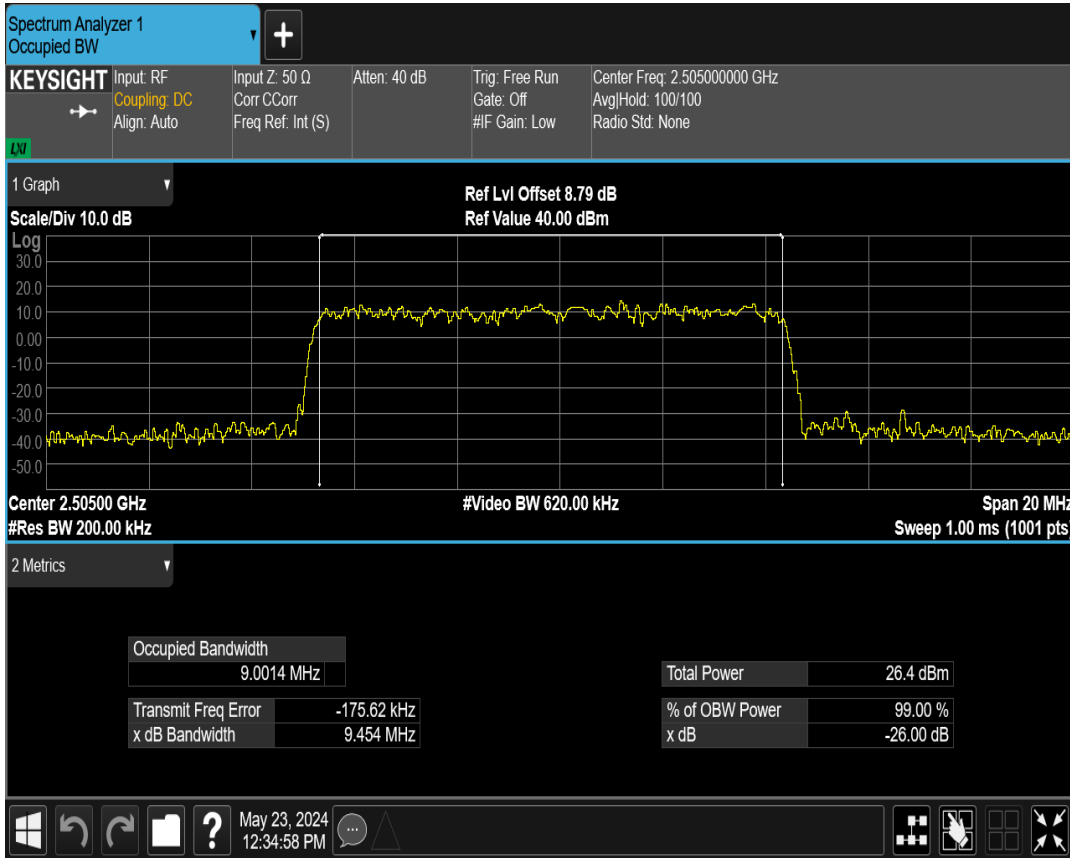 Spectrum Analyzer 1
Occupied BW
+
KEYSIGHT
LXI
Input: RF
Coupling: DC
Align: Auto
Input Z: 50 Ω
Corr CCorr
Freq Ref: Int (S)
Atten: 40 dB
Trig: Free Run
Gate: Off
#IF Gain: Low
Center Freq: 2.505000000 GHz
Avg|Hold: 100/100
Radio Std: None
1 Graph
Scale/Div 10.0 dB
Ref Lvl Offset 8.79 dB
Ref Value 40.00 dBm
Log
30.0
20.0
10.0
0.00
-10.0
-20.0
-30.0
-40.0
-50.0
Center 2.50500 GHz
#Video BW 620.00 kHz
Span 20 MHz
#Res BW 200.00 kHz
Sweep 1.00 ms (1001 pts)
2 Metrics
Occupied Bandwidth
9.0014 MHz
Transmit Freq Error -175.62 kHz
x dB Bandwidth 9.454 MHz
Total Power 26.4 dBm
% of OBW Power 99.00 %
x dB -26.00 dB
?
May 23, 2024
12:34:58 PM